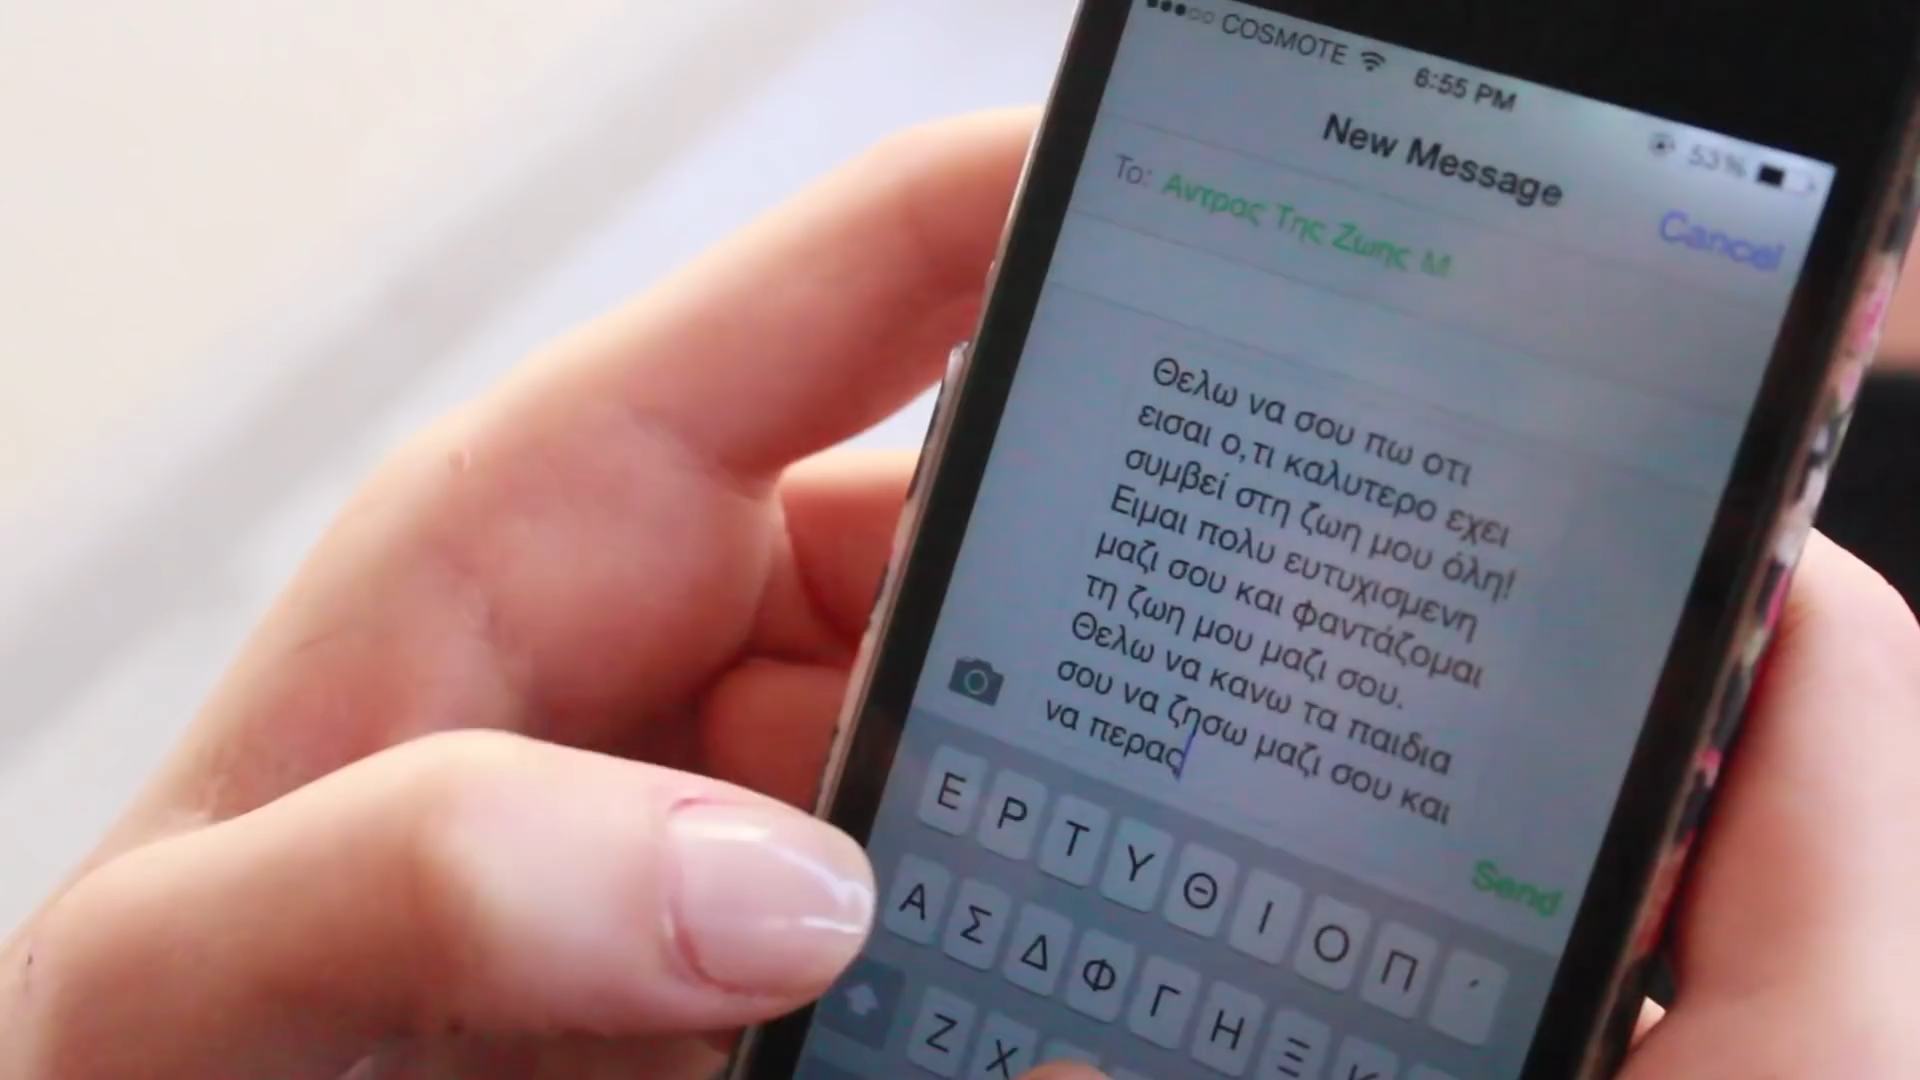 COSMOTE 6:55 PM 53%
New Message
Cancel
To: Αντρας Της Ζωης Μ
Θελω να σου πω οτι
εισαι ο,τι καλυτερο εχει
συμβεί στη ζωη μου όλη!
Ειμαι πολυ ευτυχισμενη
μαζι σου και φαντάζομαι
τη ζωη μου μαζι σου.
Θελω να κανω τα παιδια
σου να ζησω μαζι σου και
να περας
Send
Ε Ρ Τ Υ Θ Ι Ο Π ΄
Α Σ Δ Φ Γ Η Ξ Κ
Ζ Χ